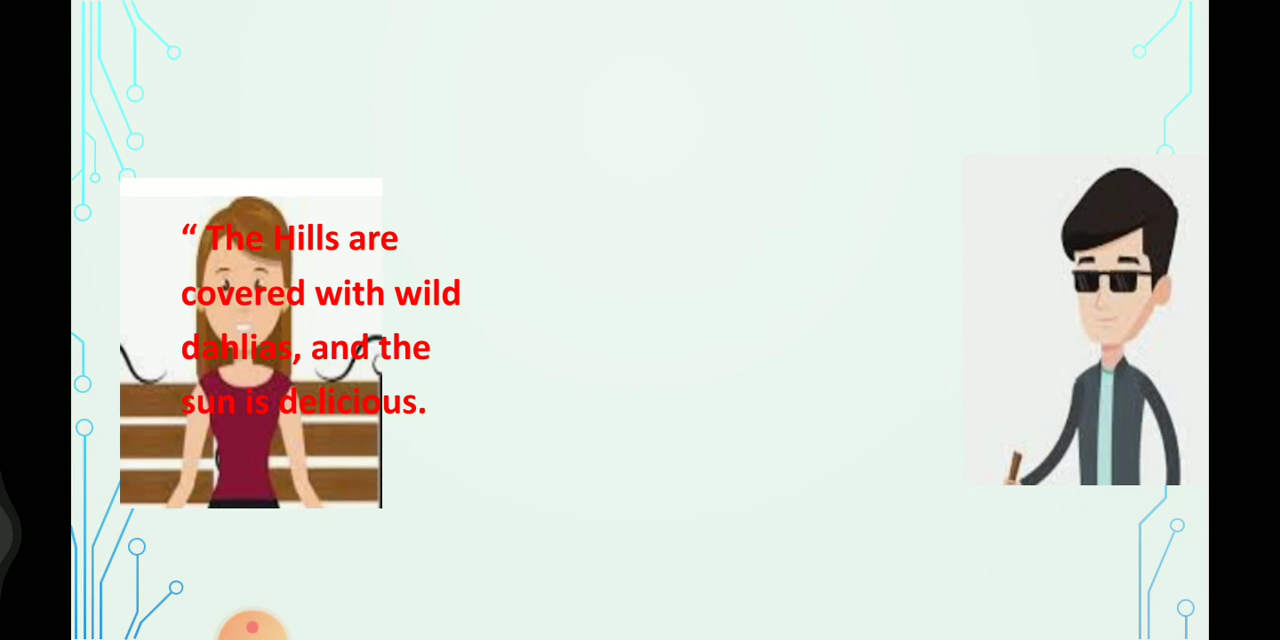 “ The Hills are
covered with wild
dahlias, and the
sun is delicious.